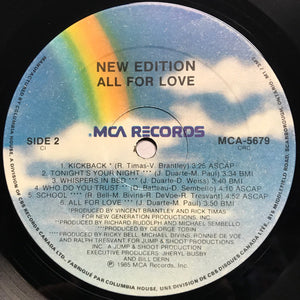 NEW EDITION
ALL FOR LOVE
MCA RECORDS
SIDE 2
MCA-5679
CRC
1. KICKBACK * (R. Timas-V. Brantley) 3:25 ASCAP
2. TONIGHT'S YOUR NIGHT *** (J. Duarte-M. Paul) 3:34 BMI
3. WHISPERS IN BED *** (J. Duarte-D. Weiss) 3:40 BMI
4. WHO DO YOU TRUST ** (D. Batteau-D. Sembello) 4:10 ASCAP
5. SCHOOL **** (R. Bell-M. Bivins-R. DeVoe-R. Tresvant) 4:52 ASCAP
6. ALL FOR LOVE *** (J. Duarte-M. Paul) BMI
*PRODUCED BY VINCENT BRANTLEY AND RICK TIMAS
FOR NEW GENERATION PRODUCTIONS, INC.
**PRODUCED BY RICHARD RUDOLPH AND MICHAEL SEMBELLO
***PRODUCED BY GEORGE TOBIN
****PRODUCED BY RICKY BELL, MICHAEL BIVINS, RONNIE DE VOE
AND RALPH TRESVANT FOR JUMP & SHOOT PRODUCTIONS
A JUMP & SHOOT PRODUCTION
EXECUTIVE PRODUCERS: JHERYL BUSBY
AND BILL DERN
℗ 1985 MCA Records, Inc.